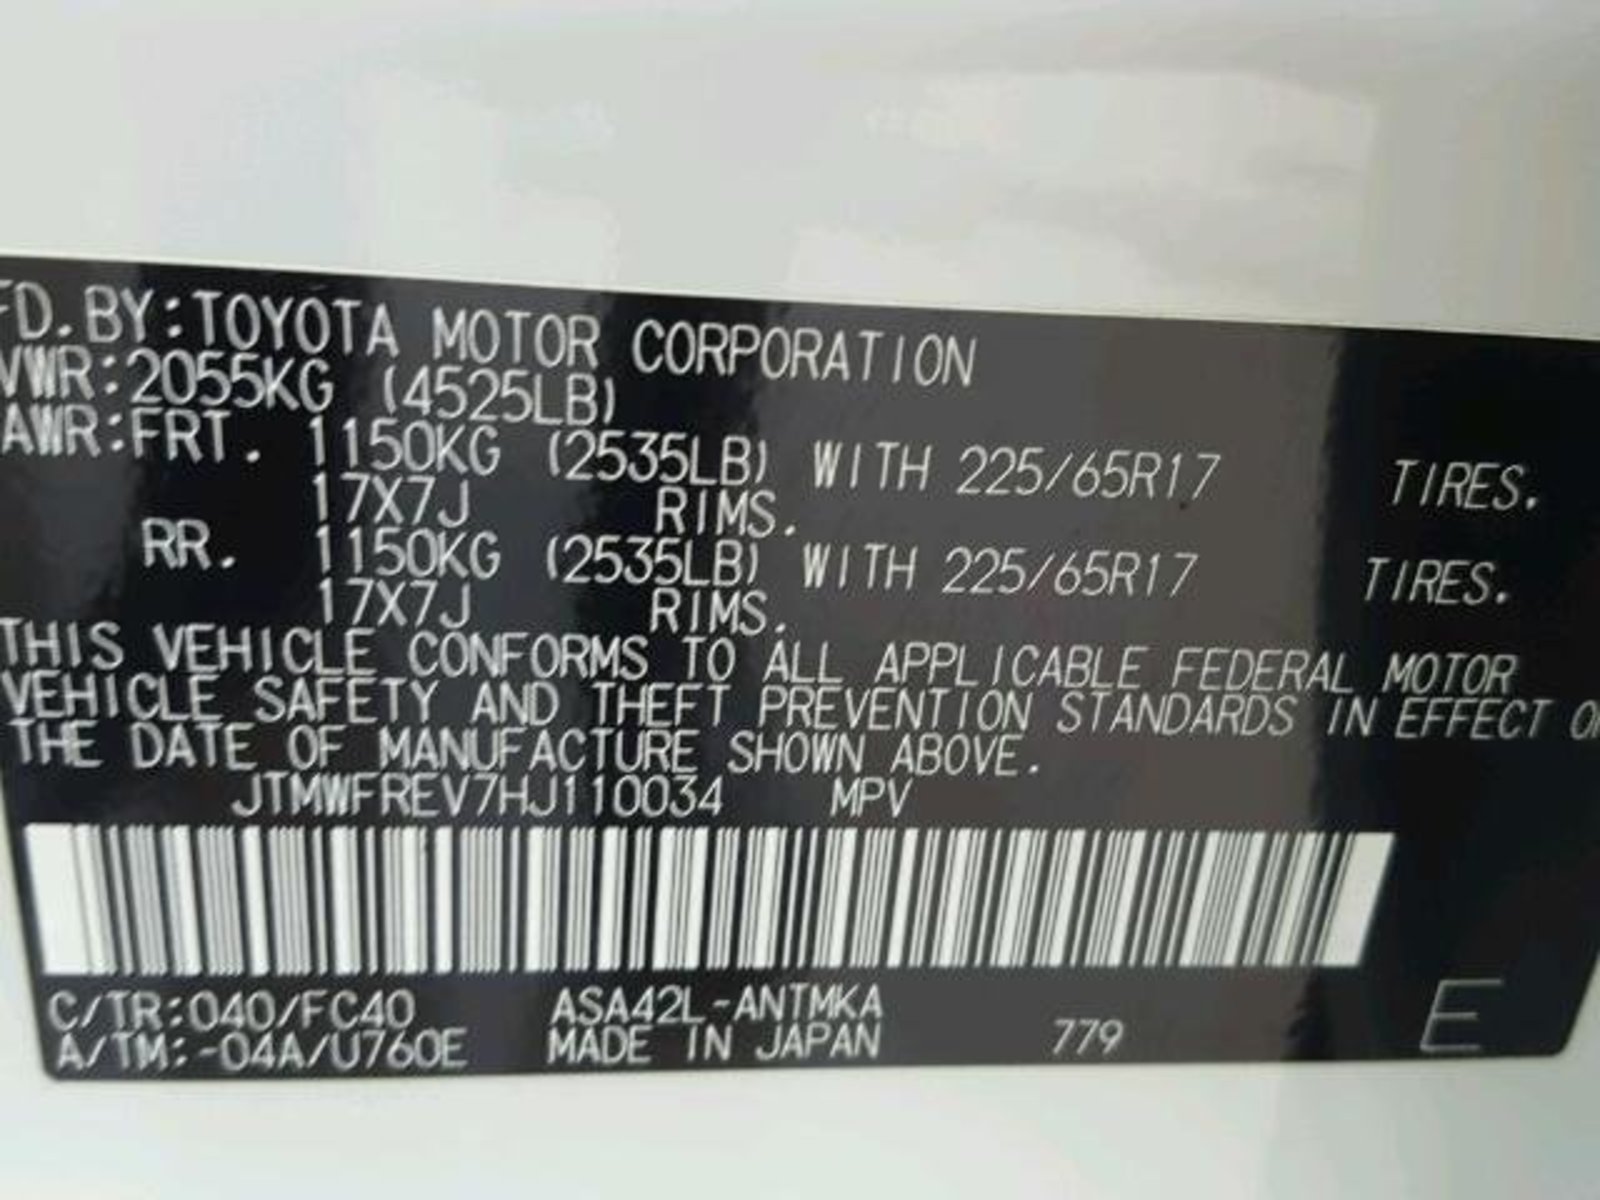 FD. BY: TOYOTA MOTOR CORPORATION
VWR: 2055KG (4525LB)
AWR: FRT. 1150KG (2535LB) WITH 225/65R17 TIRES.
17X7J RIMS.
RR. 1150KG (2535LB) WITH 225/65R17 TIRES.
17X7J RIMS.
THIS VEHICLE CONFORMS TO ALL APPLICABLE FEDERAL MOTOR
VEHICLE SAFETY AND THEFT PREVENTION STANDARDS IN EFFECT O
THE DATE OF MANUFACTURE SHOWN ABOVE.
JTMWFREV7HJ110034 MPV
C/TR: 040/FC40 ASA42L-ANTMKA
A/TM: -04A/U760E MADE IN JAPAN 779 E